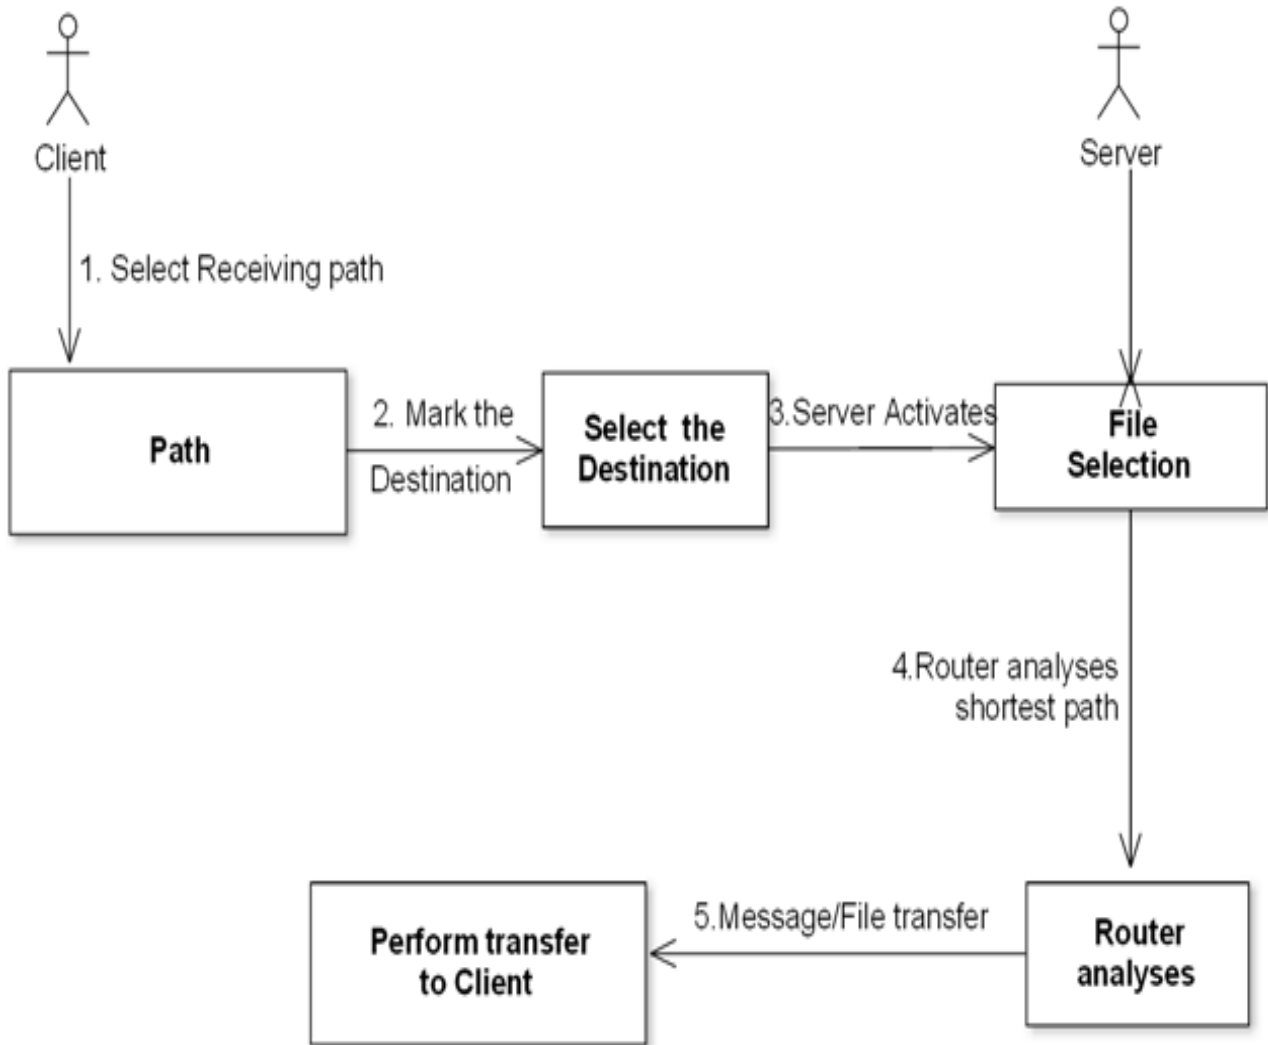 Client
Server
1. Select Receiving path
Path
2. Mark the
Destination
Select the
Destination
3.Server Activates
File
Selection
4.Router analyses
shortest path
Perform transfer
to Client
5.Message/File transfer
Router
analyses